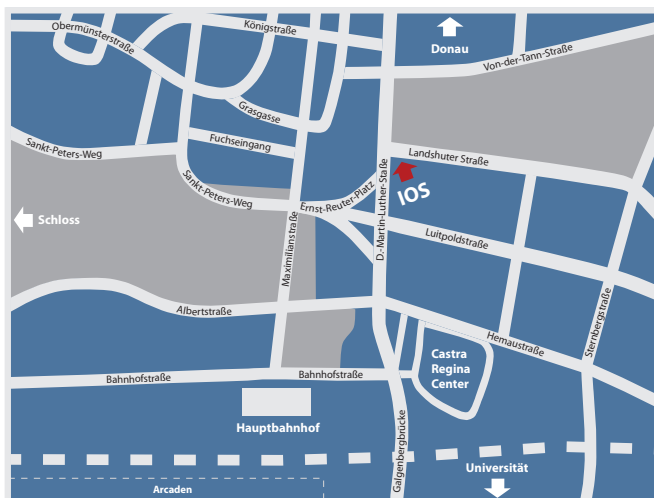 Königstraße
Obermünsterstraße
Donau
Von-der-Tann-Straße
Grasgasse
Fuchseingang
Sankt-Peters-Weg
Landshuter Straße
Sankt-Peters-Weg
Ernst-Reuter-Platz
D.-Martin-Luther-Staße
IOS
Schloss
Maximilianstraße
Luitpoldstraße
Albertstraße
Hemaustraße
Sternbergstraße
Castra
Regina
Center
Bahnhofstraße
Bahnhofstraße
Hauptbahnhof
Galgenbergbrücke
Universität
Arcaden